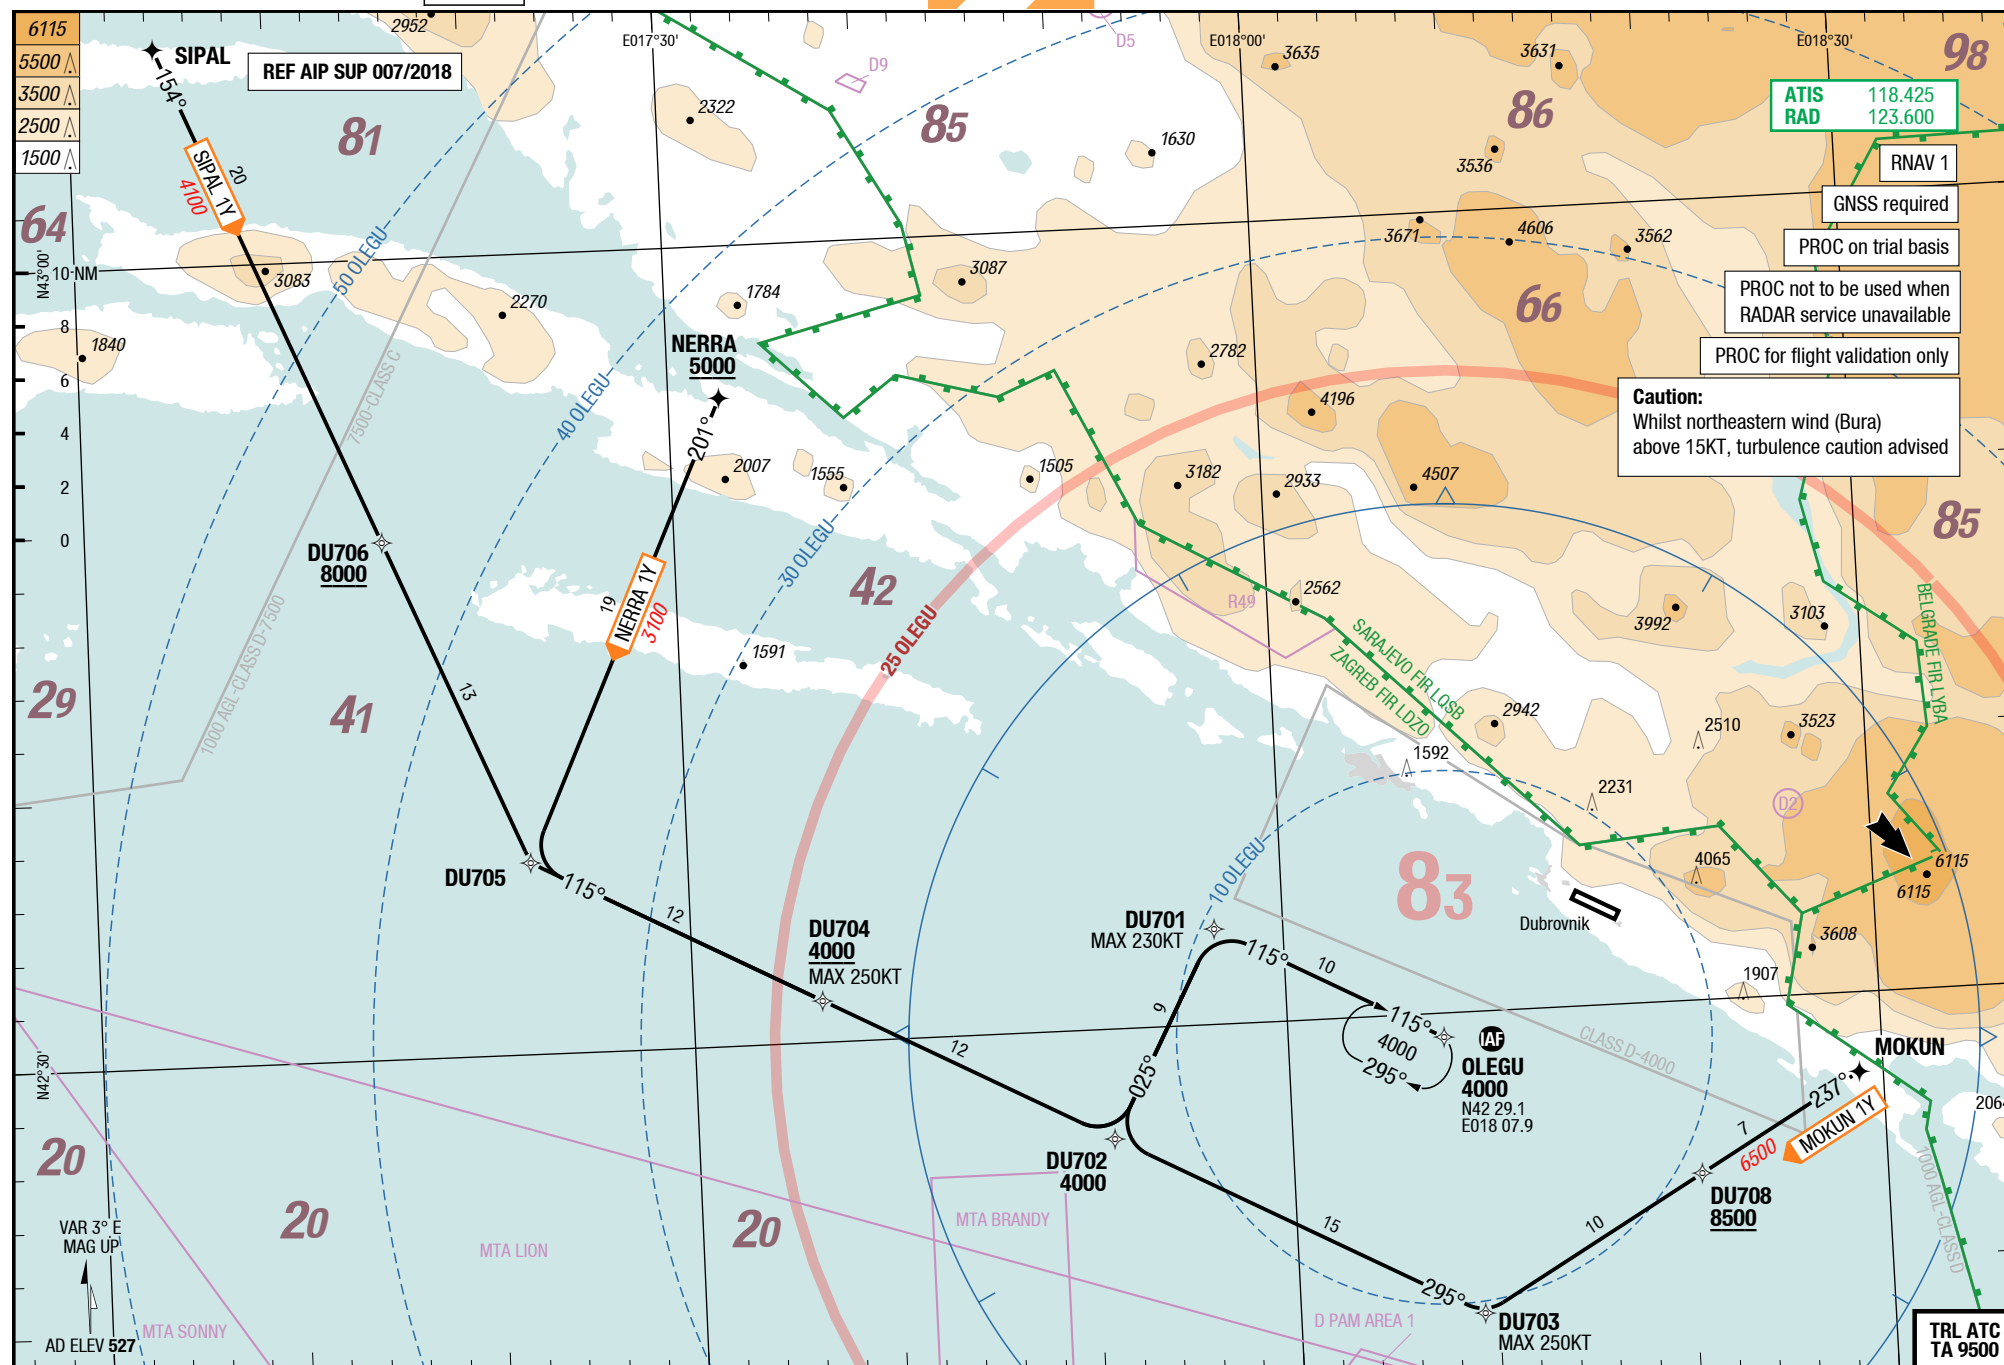 6115
5500
3500
2500
1500
SIPAL
REF AIP SUP 007/2018
154°
20
SIPAL 1Y
4100
2952
E017°30'
D9
D5
E018°00'
3635
3631
E018°30'
98
81
2322
85
1630
86
3536
ATIS 118.425
RAD 123.600
RNAV 1
GNSS required
PROC on trial basis
PROC not to be used when
RADAR service unavailable
PROC for flight validation only
Caution:
Whilst northeastern wind (Bura)
above 15KT, turbulence caution advised
64
N43°00'
10 NM
8
6
4
2
0
3083
50 OLEGU
2270
1840
7500-CLASS C
40 OLEGU
1784
3087
3671
4606
3562
66
NERRA
5000
201°
2782
4196
2007
1555
1505
3182
2933
4507
DU706
8000
30 OLEGU
19
NERRA 1Y
3100
42
R49
2562
3992
3103
85
BELGRADE FIR LYBA
1000 AGL-CLASS D-7500
29
41
13
1591
25 OLEGU
SARAJEVO FIR LQSB
ZAGREB FIR LDZO
2942
1592
2510
3523
2231
D2
DU705
115°
12
10 OLEGU
83
4065
6115
6115
Dubrovnik
3608
1907
DU704
4000
MAX 250KT
DU701
MAX 230KT
115°
10
9
12
025°
115°
4000
295°
IAF
OLEGU
4000
N42 29.1
E018 07.9
CLASS D-4000
MOKUN
237°
7
MOKUN 1Y
6500
2064
N42°30'
20
20
20
DU702
4000
DU708
8500
1000 AGL-CLASS D
15
10
295°
DU703
MAX 250KT
MTA BRANDY
MTA LION
MTA SONNY
D PAM AREA 1
VAR 3° E
MAG UP
AD ELEV 527
TRL ATC
TA 9500